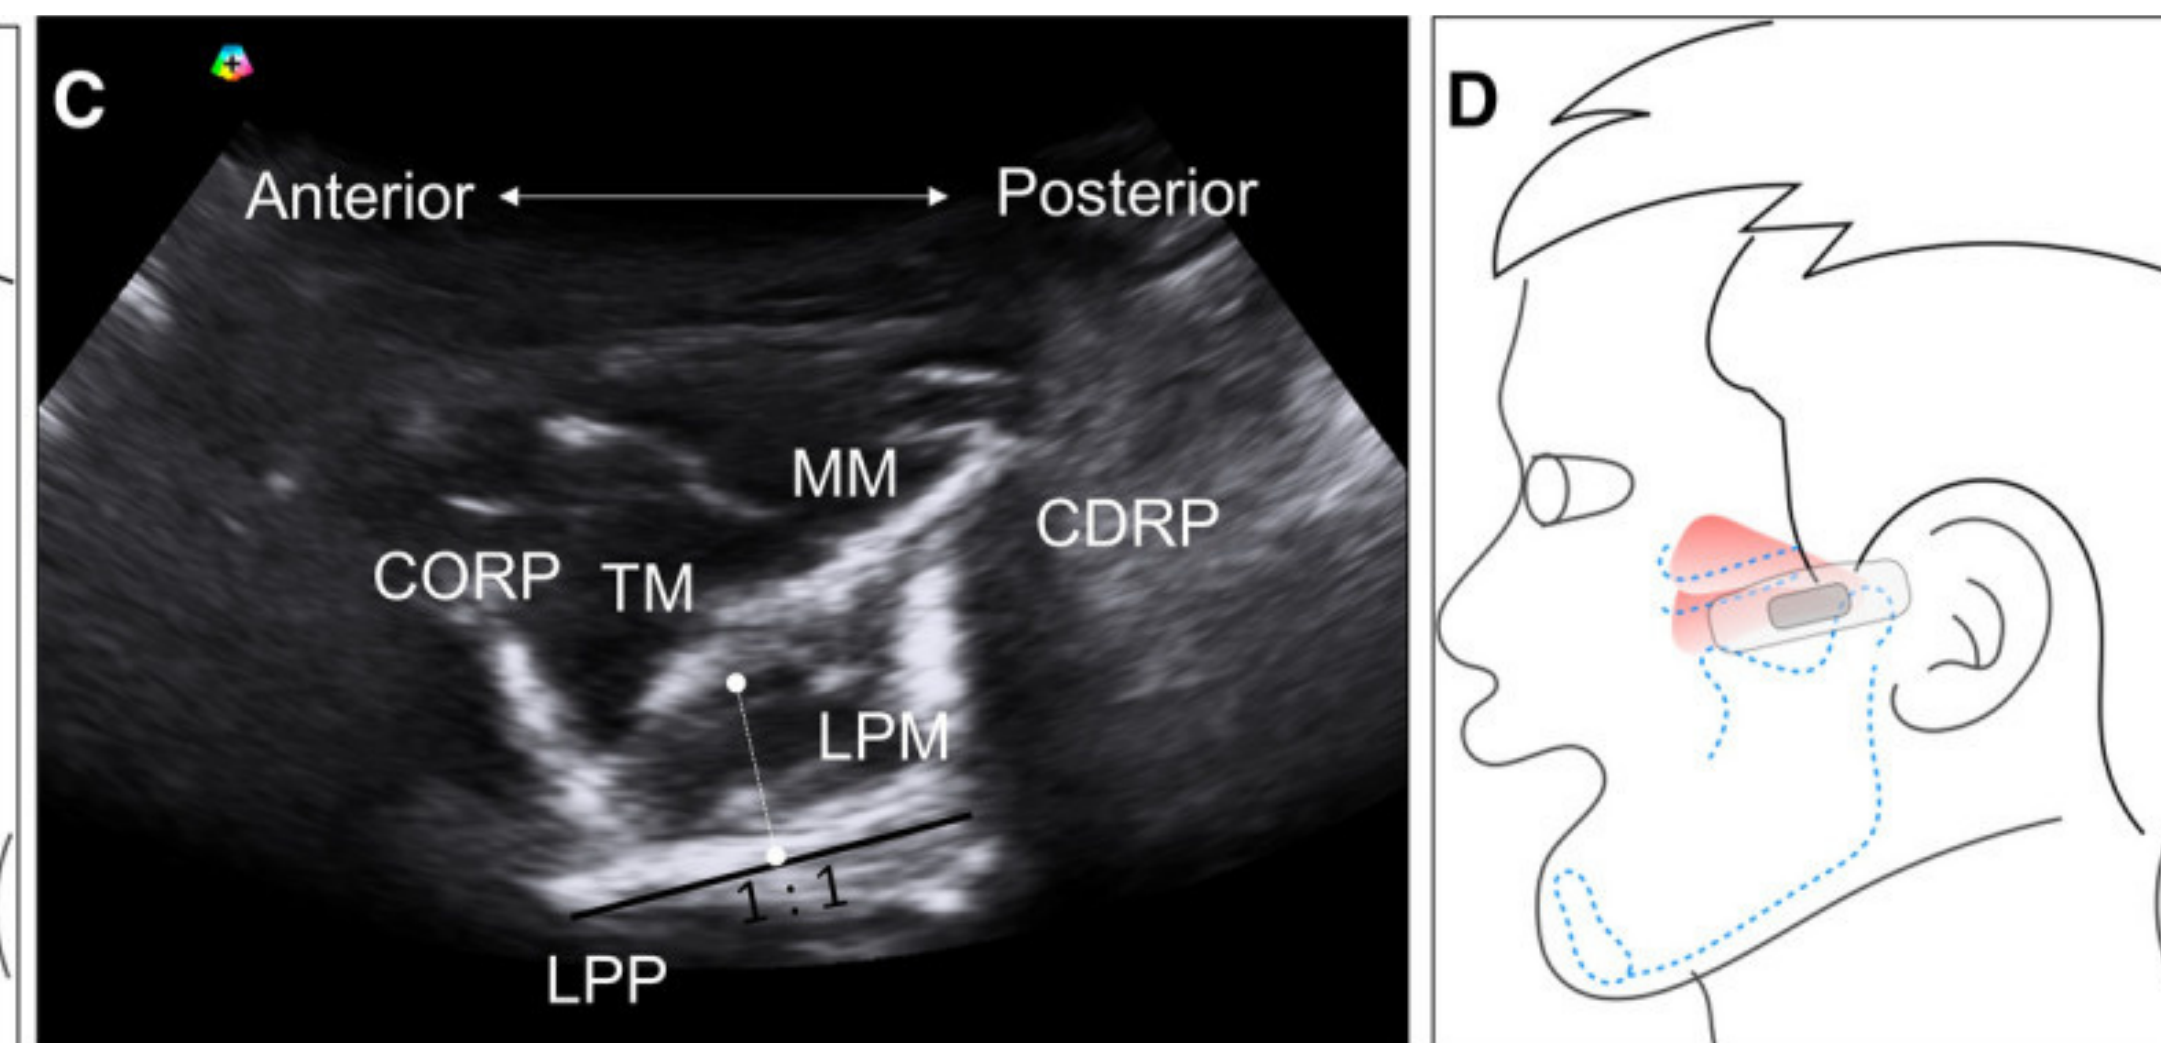 C
Anterior
Posterior
MM
CDRP
CORP
TM
LPM
1 : 1
LPP
D